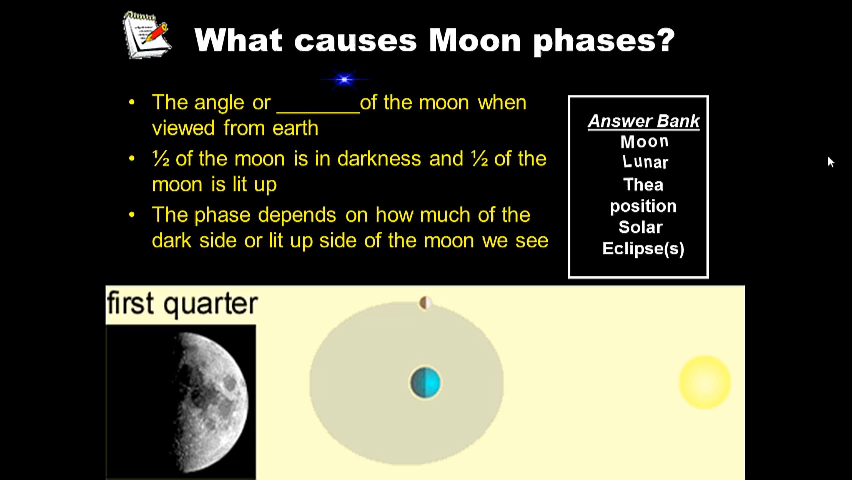 What causes Moon phases?
• The angle or _______of the moon when
viewed from earth
• ½ of the moon is in darkness and ½ of the
moon is lit up
• The phase depends on how much of the
dark side or lit up side of the moon we see
Answer Bank
Moon
Lunar
Thea
position
Solar
Eclipse(s)
first quarter